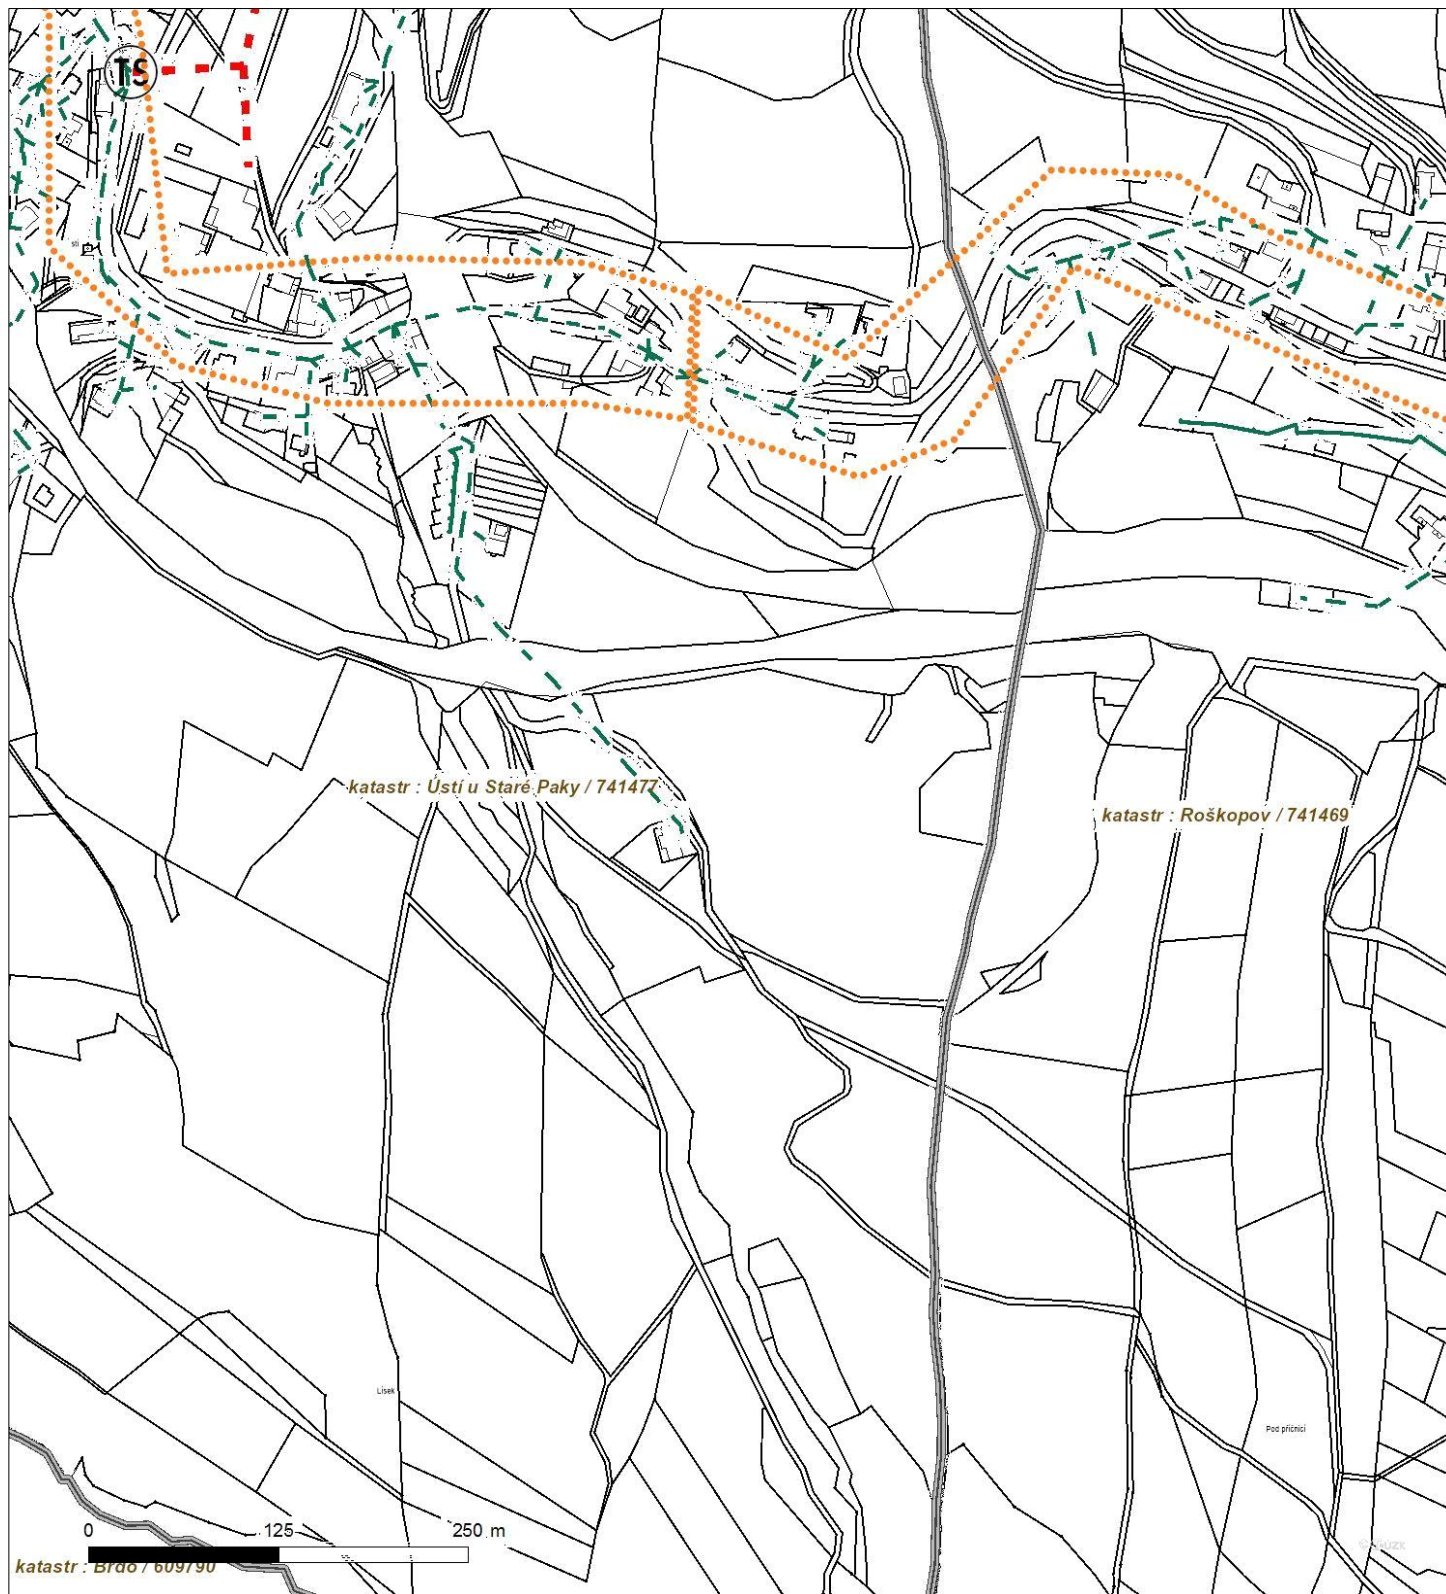 TS
katastr : Ústí u Staré Paky / 741477
katastr : Roškopov / 741469
Lísek
Pod příčnicí
0 125 250 m
katastr : Brdo / 609790